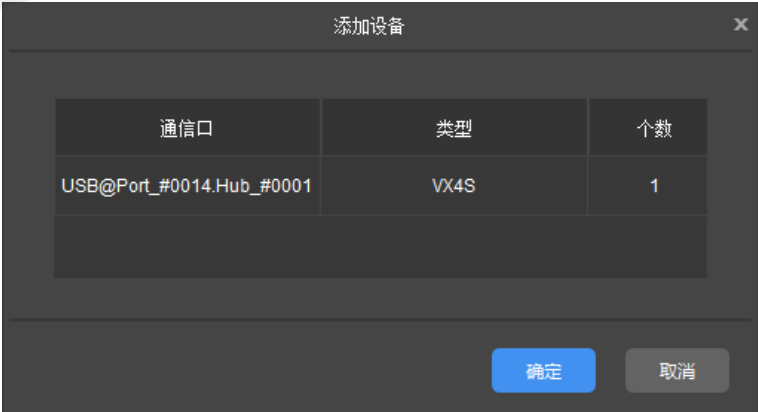 添加设备 x
通信口 类型 个数
USB@Port_#0014.Hub_#0001 VX4S 1
确定 取消